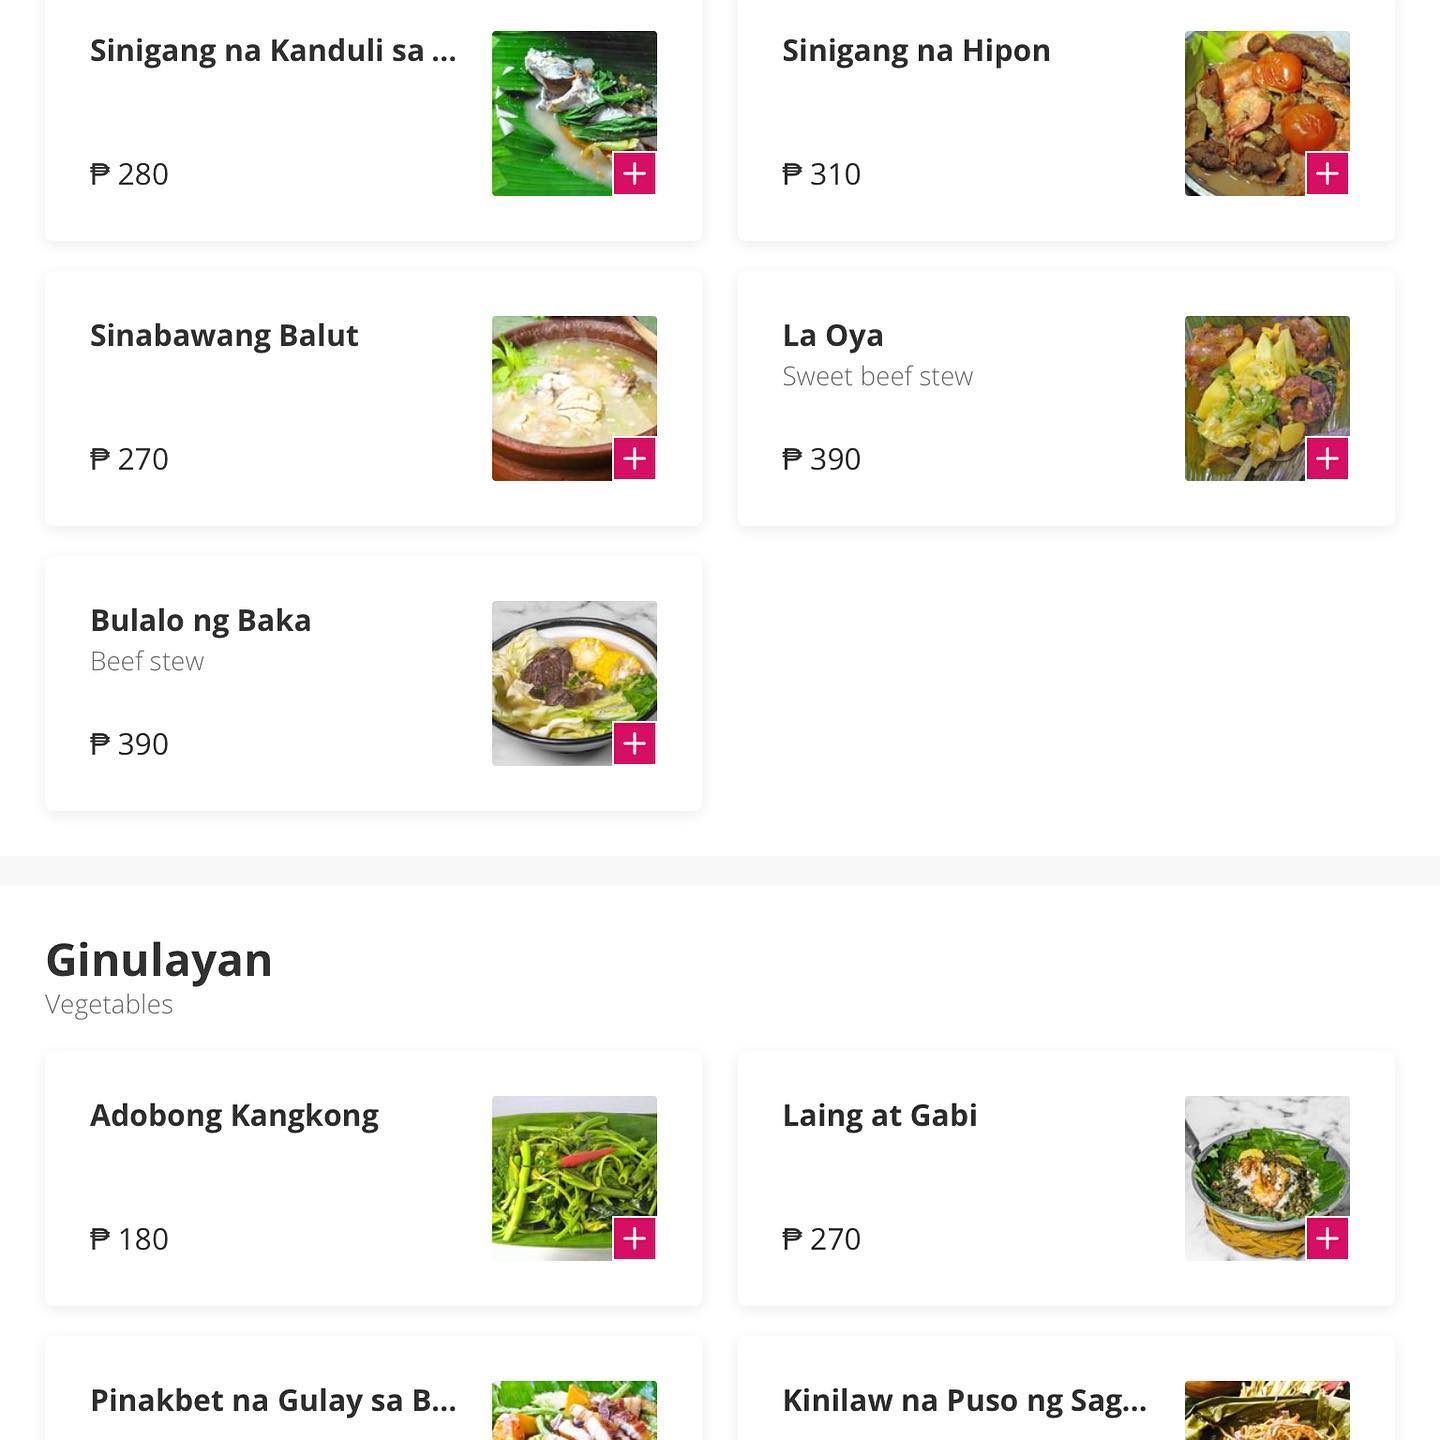 Sinigang na Kanduli sa ...
₱ 280
Sinigang na Hipon
₱ 310
Sinabawang Balut
₱ 270
La Oya
Sweet beef stew
₱ 390
Bulalo ng Baka
Beef stew
₱ 390
Ginulayan
Vegetables
Adobong Kangkong
₱ 180
Laing at Gabi
₱ 270
Pinakbet na Gulay sa B...
Kinilaw na Puso ng Sag...